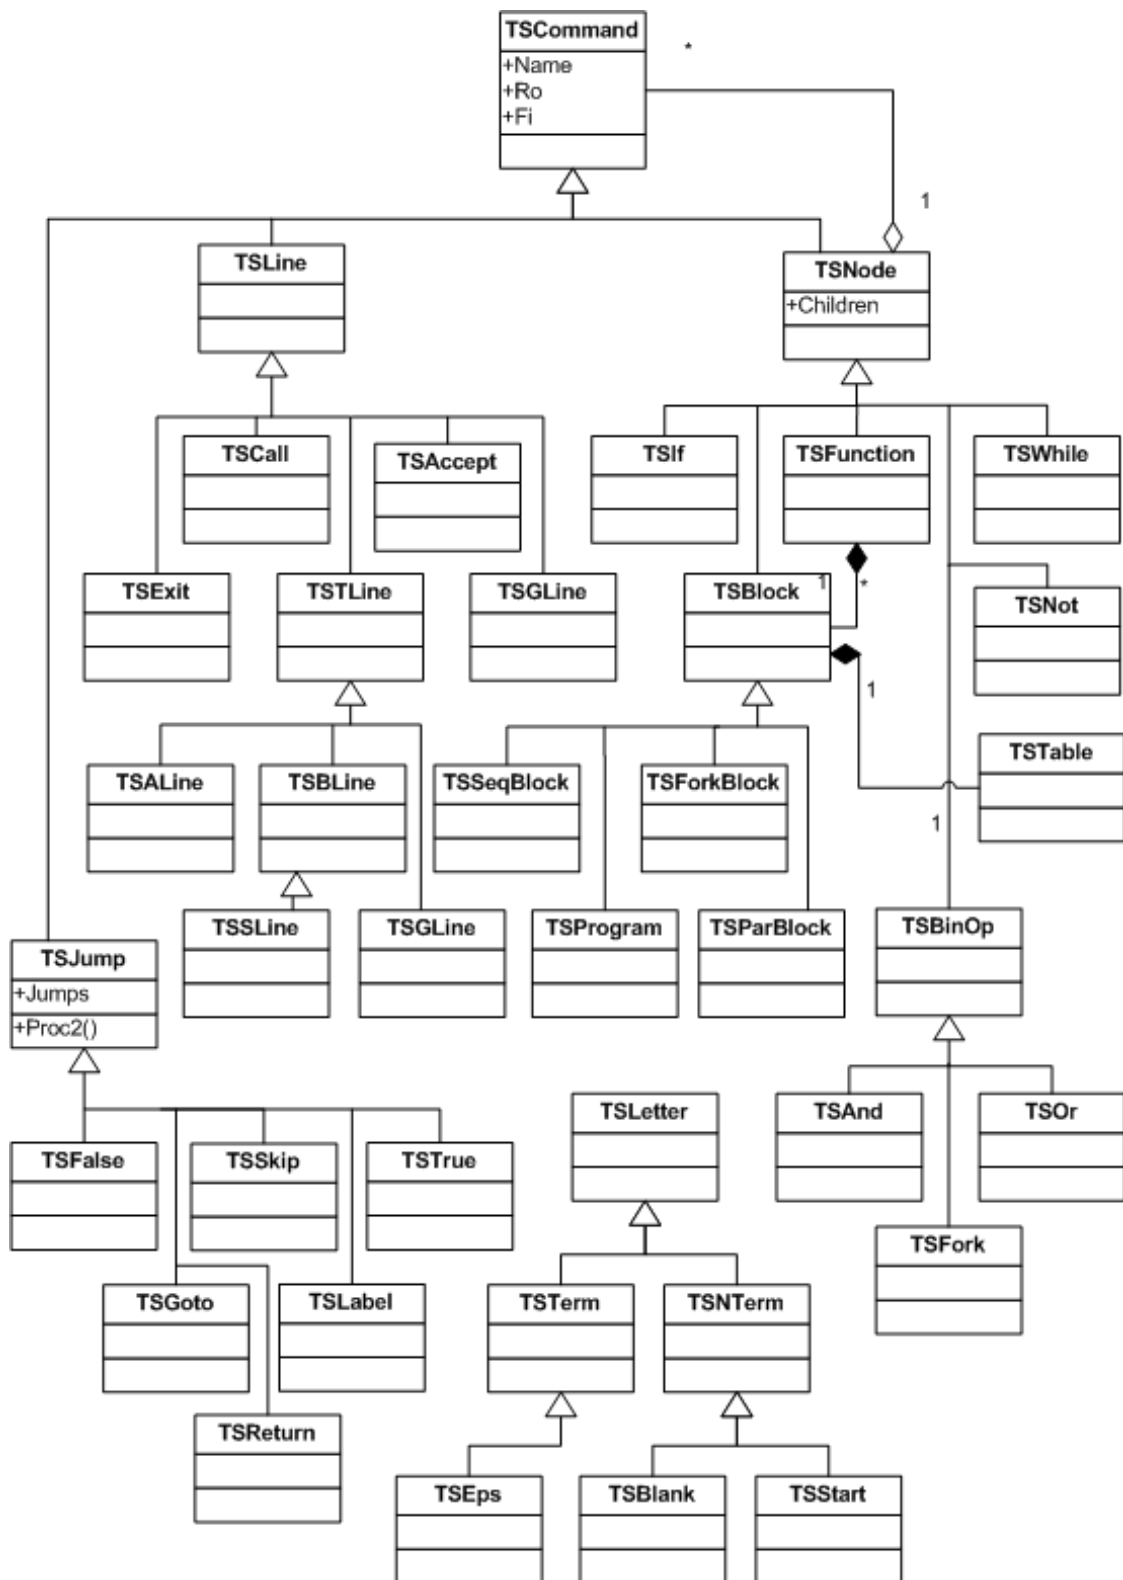 TSCommand
*
+Name
+Ro
+Fi
1
TSLine
TSNode
+Children
TSCall
TSAccept
TSIf
TSFunction
TSWhile
TSExit
TSTLine
TSGLine
TSBlock
1
*
TSNot
1
TSALine
TSBLine
TSSeqBlock
TSForkBlock
TSTable
1
TSSLine
TSGLine
TSProgram
TSParBlock
TSBinOp
TSJump
+Jumps
+Proc2()
TSFalse
TSSkip
TSTrue
TSLetter
TSAnd
TSOr
TSGoto
TSLabel
TSTerm
TSNTerm
TSFork
TSReturn
TSEps
TSBlank
TSStart